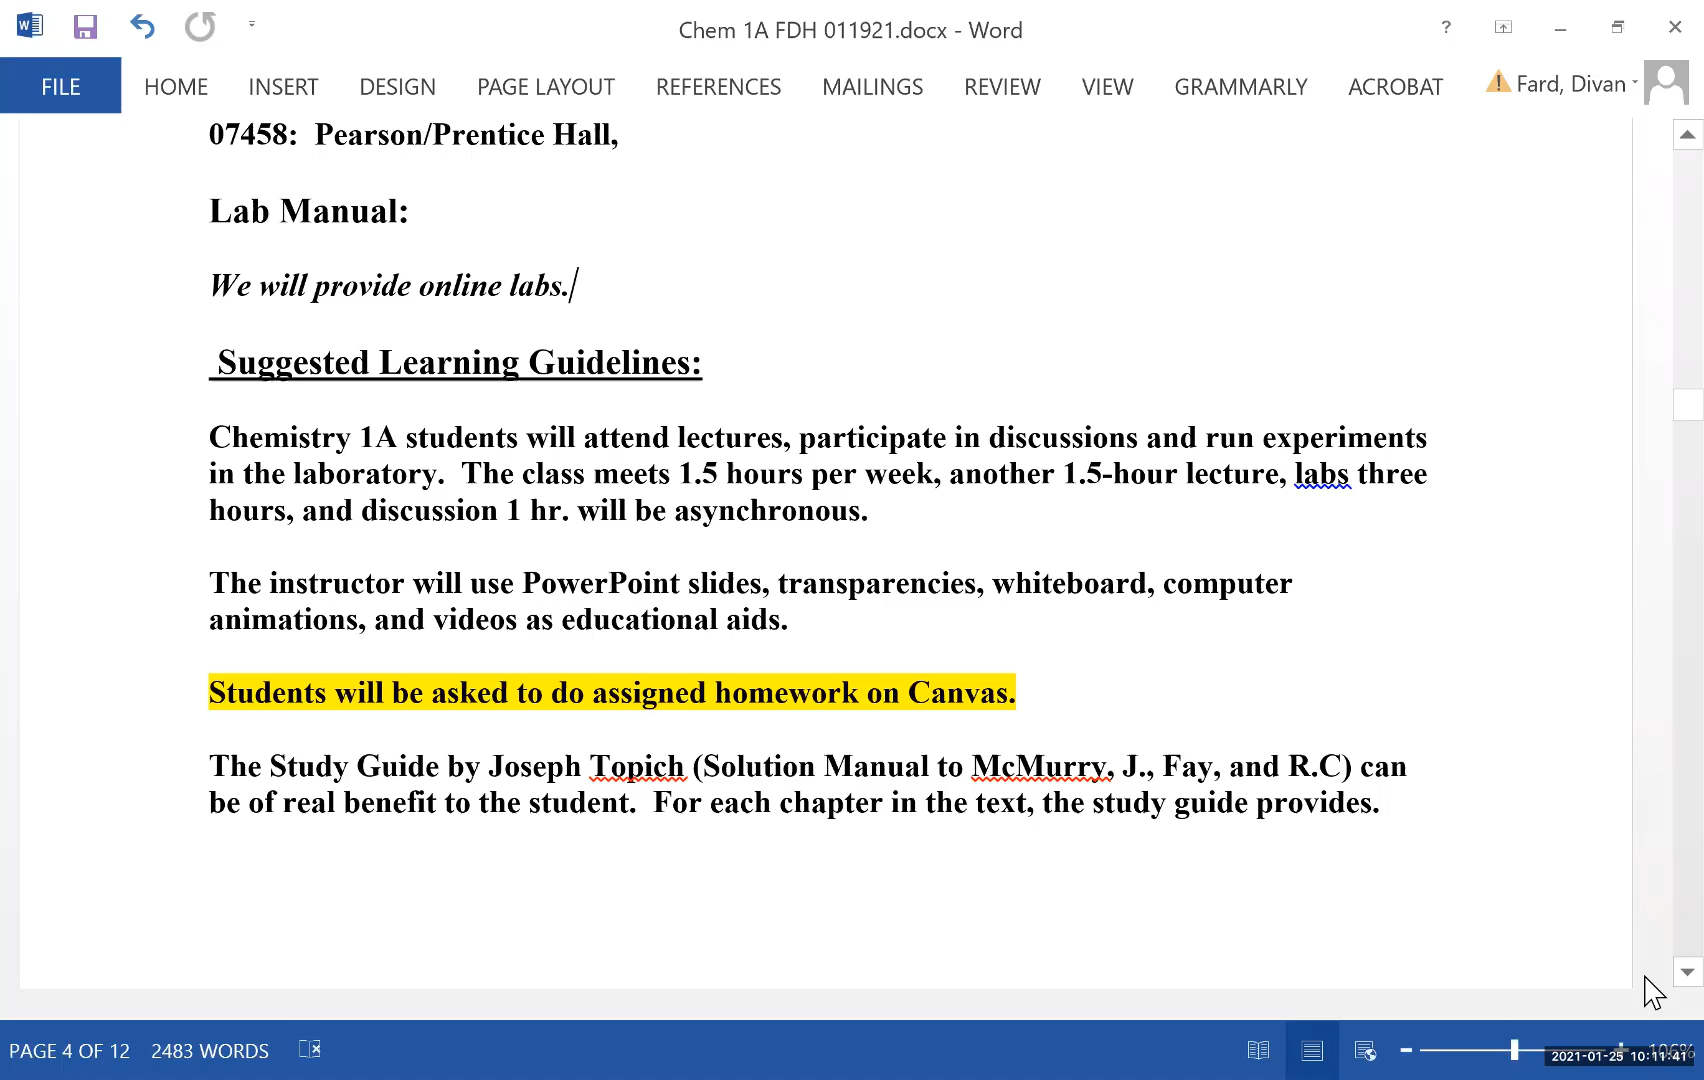 Chem 1A FDH 011921.docx - Word
?
FILE HOME INSERT DESIGN PAGE LAYOUT REFERENCES MAILINGS REVIEW VIEW GRAMMARLY ACROBAT Fard, Divan
07458:  Pearson/Prentice Hall,
Lab Manual:
We will provide online labs.
Suggested Learning Guidelines:
Chemistry 1A students will attend lectures, participate in discussions and run experiments
in the laboratory.  The class meets 1.5 hours per week, another 1.5-hour lecture, labs three
hours, and discussion 1 hr. will be asynchronous.
The instructor will use PowerPoint slides, transparencies, whiteboard, computer
animations, and videos as educational aids.
Students will be asked to do assigned homework on Canvas.
The Study Guide by Joseph Topich (Solution Manual to McMurry, J., Fay, and R.C) can
be of real benefit to the student.  For each chapter in the text, the study guide provides.
PAGE 4 OF 12 2483 WORDS
2021-01-25 10:11:41